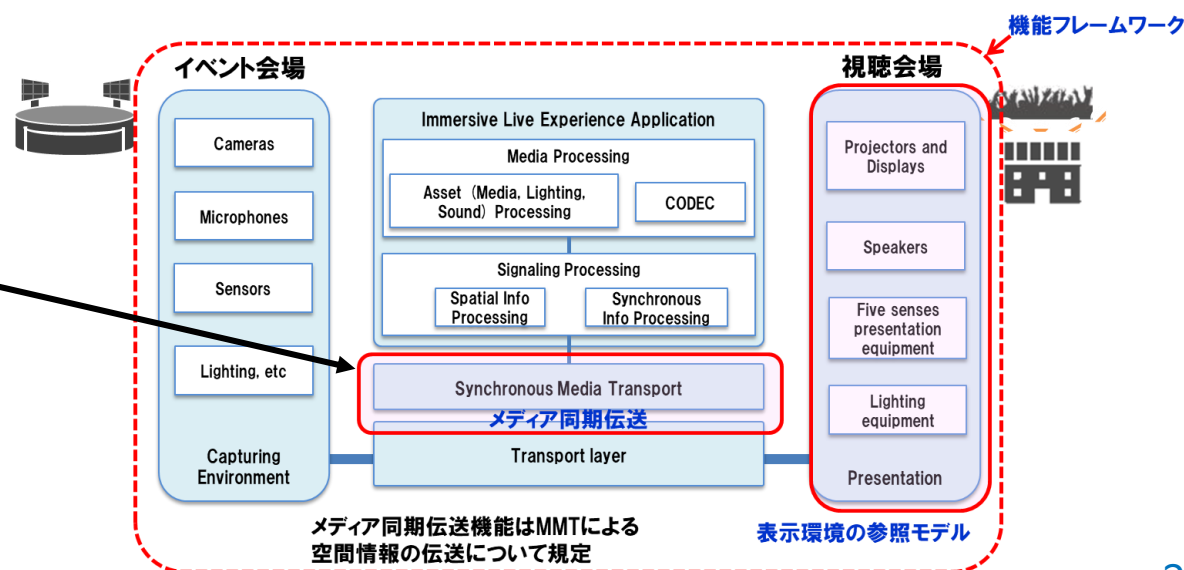 機能フレームワーク
イベント会場
視聴会場
Cameras
Microphones
Sensors
Lighting, etc
Capturing
Environment
Immersive Live Experience Application
Media Processing
Asset (Media, Lighting,
Sound) Processing
CODEC
Signaling Processing
Spatial Info
Processing
Synchronous
Info Processing
Synchronous Media Transport
メディア同期伝送
Transport layer
Projectors and
Displays
Speakers
Five senses
presentation
equipment
Lighting
equipment
Presentation
メディア同期伝送機能はMMTによる
空間情報の伝送について規定
表示環境の参照モデル